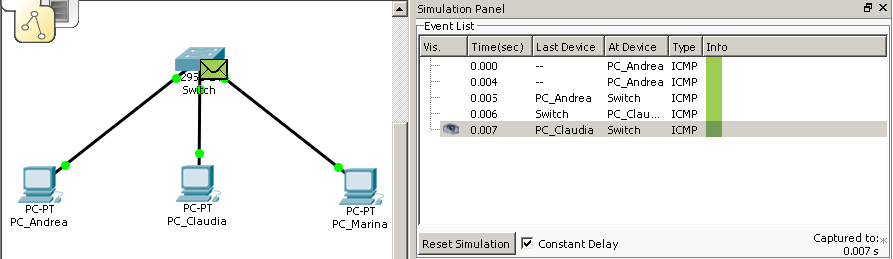 295
Switch
PC-PT
PC_Andrea
PC-PT
PC_Claudia
PC-PT
PC_Marina
Simulation Panel
Event List
Vis. Time(sec) Last Device At Device Type Info
0.000 -- PC_Andrea ICMP
0.004 -- PC_Andrea ICMP
0.005 PC_Andrea Switch ICMP
0.006 Switch PC_Clau... ICMP
0.007 PC_Claudia Switch ICMP
Reset Simulation Constant Delay
Captured to:
0.007 s